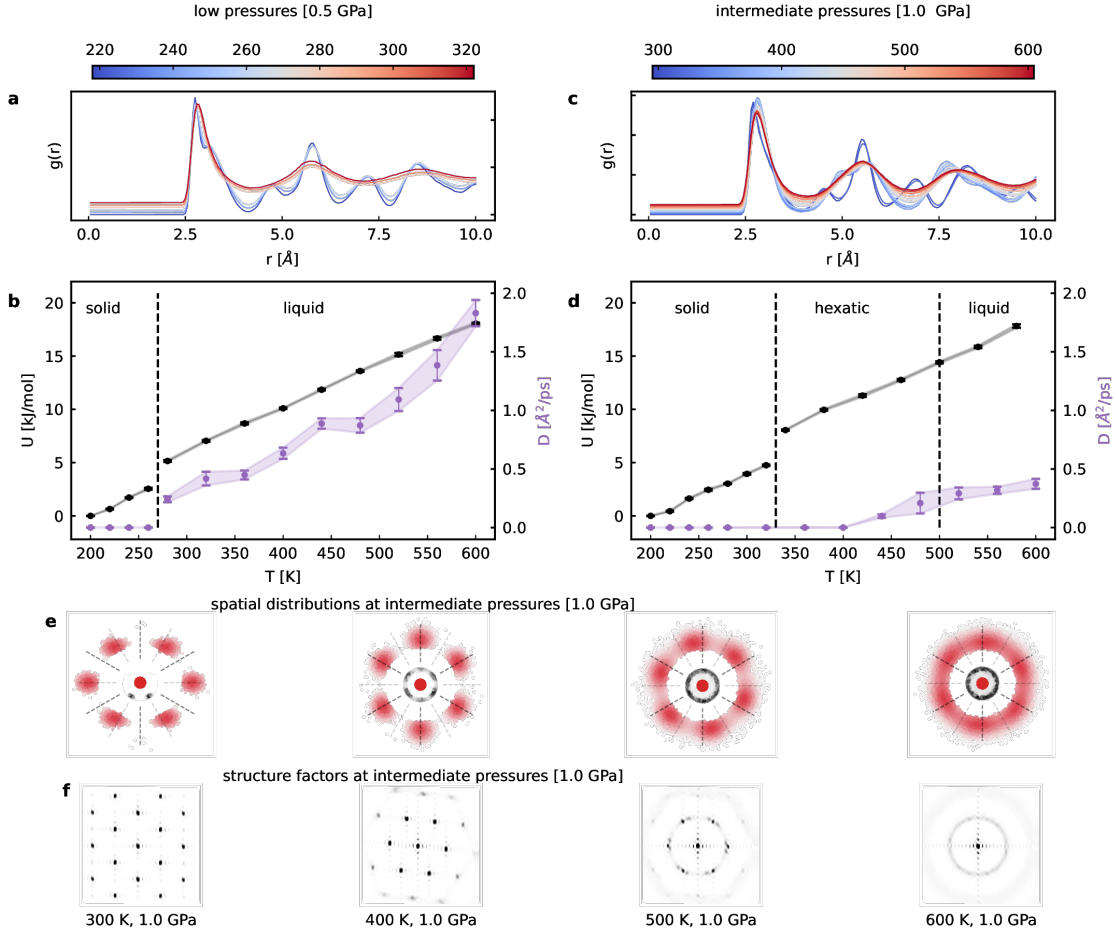 low pressures [0.5 GPa]
intermediate pressures [1.0 GPa]
220 240 260 280 300 320
300 400 500 600
a
g(r)
0.0 2.5 5.0 7.5 10.0
r [Å]
c
g(r)
0.0 2.5 5.0 7.5 10.0
r [Å]
b
solid
liquid
20
15
10
5
0
U [kJ/mol]
2.0
1.5
1.0
0.5
0.0
D [Å²/ps]
200 250 300 350 400 450 500 550 600
T [K]
d
solid
hexatic
liquid
20
15
10
5
0
U [kJ/mol]
2.0
1.5
1.0
0.5
0.0
D [Å²/ps]
200 250 300 350 400 450 500 550 600
T [K]
spatial distributions at intermediate pressures [1.0 GPa]
e
structure factors at intermediate pressures [1.0 GPa]
f
300 K, 1.0 GPa
400 K, 1.0 GPa
500 K, 1.0 GPa
600 K, 1.0 GPa